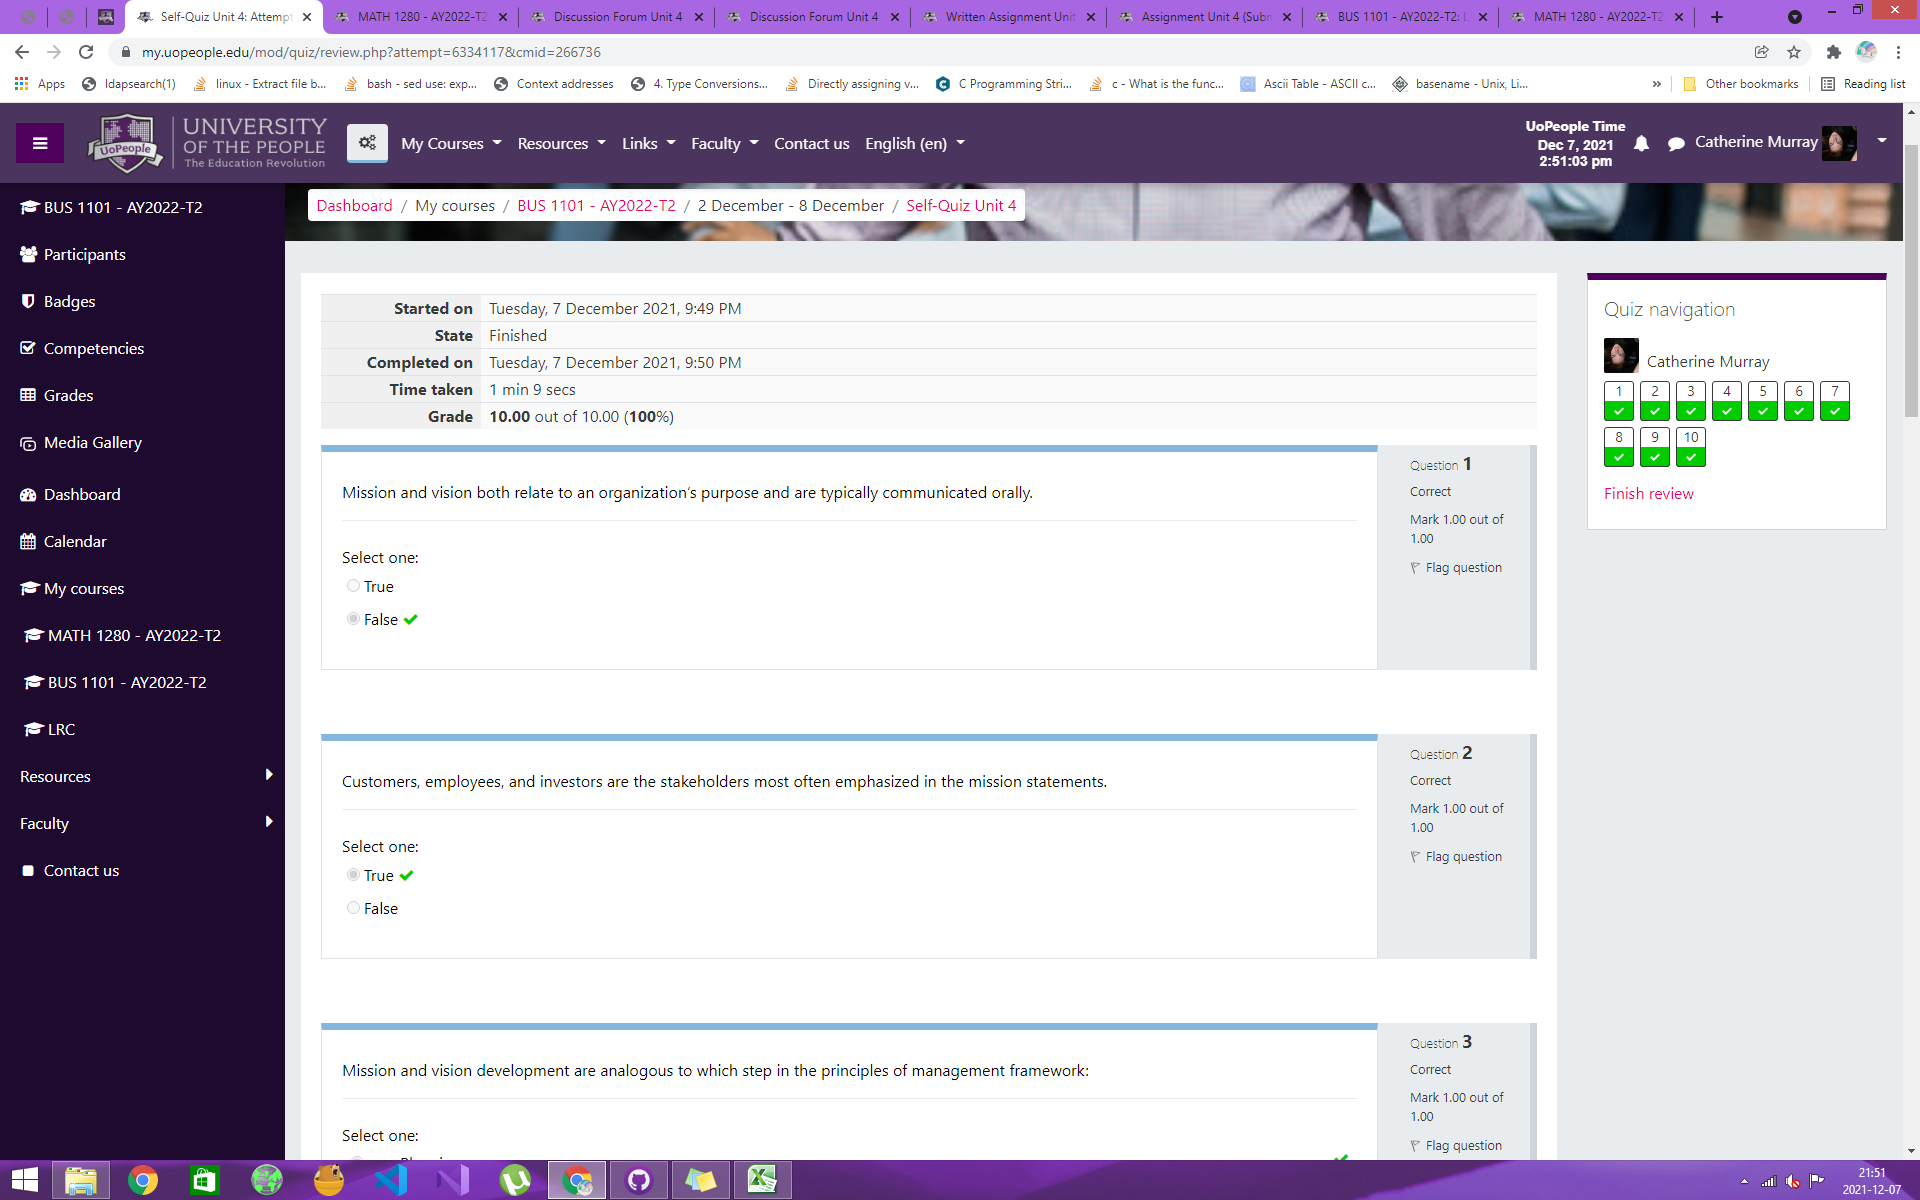 Self-Quiz Unit 4: Attempt
MATH 1280 - AY2022-T2
Discussion Forum Unit 4
Discussion Forum Unit 4
Written Assignment Unit
Assignment Unit 4 (Subm
BUS 1101 - AY2022-T2: L
MATH 1280 - AY2022-T2
my.uopeople.edu/mod/quiz/review.php?attempt=6334117&cmid=266736
Apps
ldapsearch(1)
linux - Extract file b...
bash - sed use: exp...
Context addresses
4. Type Conversions...
Directly assigning v...
C Programming Stri...
c - What is the func...
Ascii Table - ASCII c...
basename - Unix, Li...
»
Other bookmarks
Reading list
UoPeople
UNIVERSITY
OF THE PEOPLE
The Education Revolution
My Courses
Resources
Links
Faculty
Contact us
English (en)
UoPeople Time
Dec 7, 2021
2:51:03 pm
Catherine Murray
BUS 1101 - AY2022-T2
Participants
Badges
Competencies
Grades
Media Gallery
Dashboard
Calendar
My courses
MATH 1280 - AY2022-T2
BUS 1101 - AY2022-T2
LRC
Resources
Faculty
Contact us
Dashboard / My courses / BUS 1101 - AY2022-T2 / 2 December - 8 December / Self-Quiz Unit 4
Started on Tuesday, 7 December 2021, 9:49 PM
State Finished
Completed on Tuesday, 7 December 2021, 9:50 PM
Time taken 1 min 9 secs
Grade 10.00 out of 10.00 (100%)
Mission and vision both relate to an organization's purpose and are typically communicated orally.
Select one:
True
False
Question 1
Correct
Mark 1.00 out of
1.00
Flag question
Customers, employees, and investors are the stakeholders most often emphasized in the mission statements.
Select one:
True
False
Question 2
Correct
Mark 1.00 out of
1.00
Flag question
Mission and vision development are analogous to which step in the principles of management framework:
Select one:
Question 3
Correct
Mark 1.00 out of
1.00
Flag question
Quiz navigation
Catherine Murray
1 2 3 4 5 6 7
8 9 10
Finish review
21:51
2021-12-07